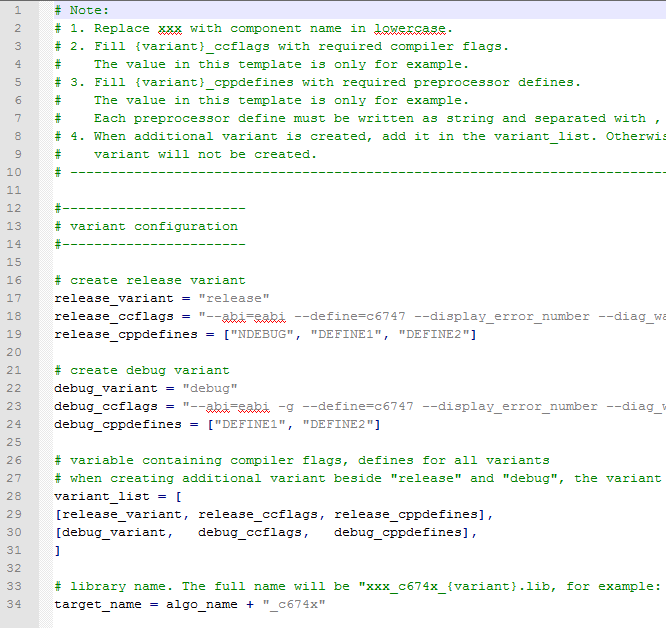 1 # Note:
2 # 1. Replace xxx with component name in lowercase.
3 # 2. Fill {variant}_ccflags with required compiler flags.
4 #    The value in this template is only for example.
5 # 3. Fill {variant}_cppdefines with required preprocessor defines.
6 #    The value in this template is only for example.
7 #    Each preprocessor define must be written as string and separated with ,
8 # 4. When additional variant is created, add it in the variant_list. Otherwis
9 #    variant will not be created.
10 # ---------------------------------------------------------------------------
11
12 #-----------------------
13 # variant configuration
14 #-----------------------
15
16 # create release variant
17 release_variant = "release"
18 release_ccflags = "--abi=eabi --define=c6747 --display_error_number --diag_wa
19 release_cppdefines = ["NDEBUG", "DEFINE1", "DEFINE2"]
20
21 # create debug variant
22 debug_variant = "debug"
23 debug_ccflags = "--abi=eabi -g --define=c6747 --display_error_number --diag_w
24 debug_cppdefines = ["DEFINE1", "DEFINE2"]
25
26 # variable containing compiler flags, defines for all variants
27 # when creating additional variant beside "release" and "debug", the variant
28 variant_list = [
29 [release_variant, release_ccflags, release_cppdefines],
30 [debug_variant,   debug_ccflags,   debug_cppdefines],
31 ]
32
33 # library name. The full name will be "xxx_c674x_{variant}.lib, for example:
34 target_name = algo_name + "_c674x"